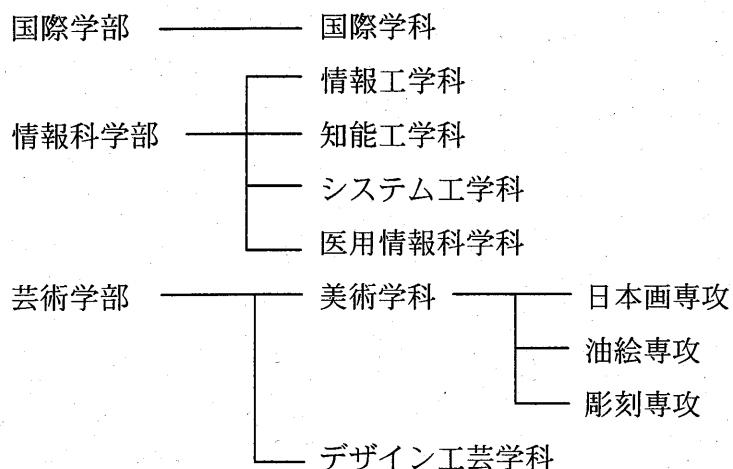 国際学部 国際学科
情報工学科
情報科学部 知能工学科
システム工学科
医用情報科学科
芸術学部 美術学科 日本画専攻
油絵専攻
彫刻専攻
デザイン工芸学科